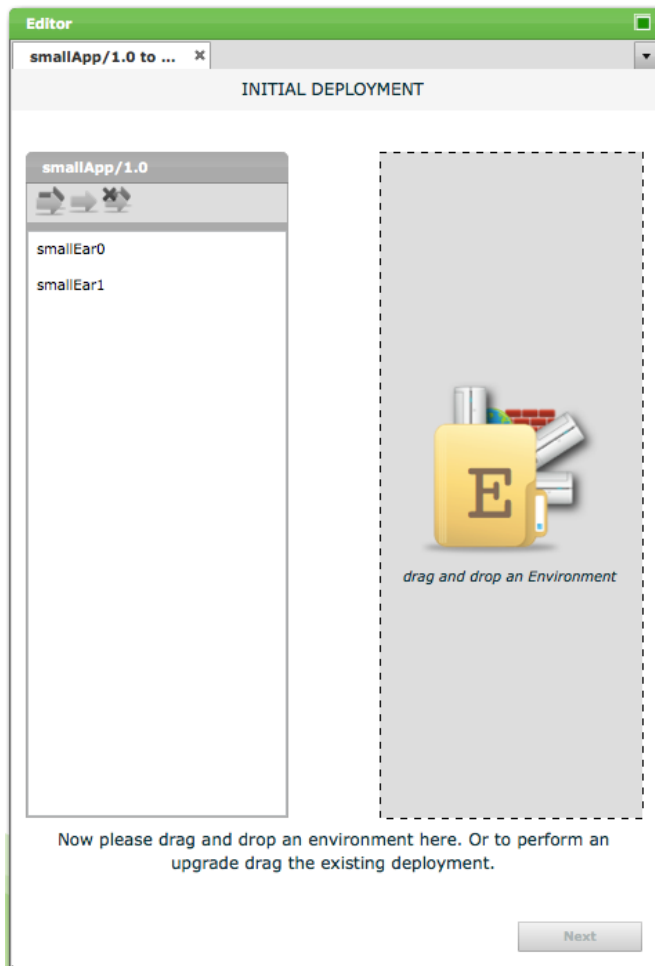 Editor
smallApp/1.0 to ...
INITIAL DEPLOYMENT
smallApp/1.0
smallEar0
smallEar1
E
drag and drop an Environment
Now please drag and drop an environment here. Or to perform an
upgrade drag the existing deployment.
Next